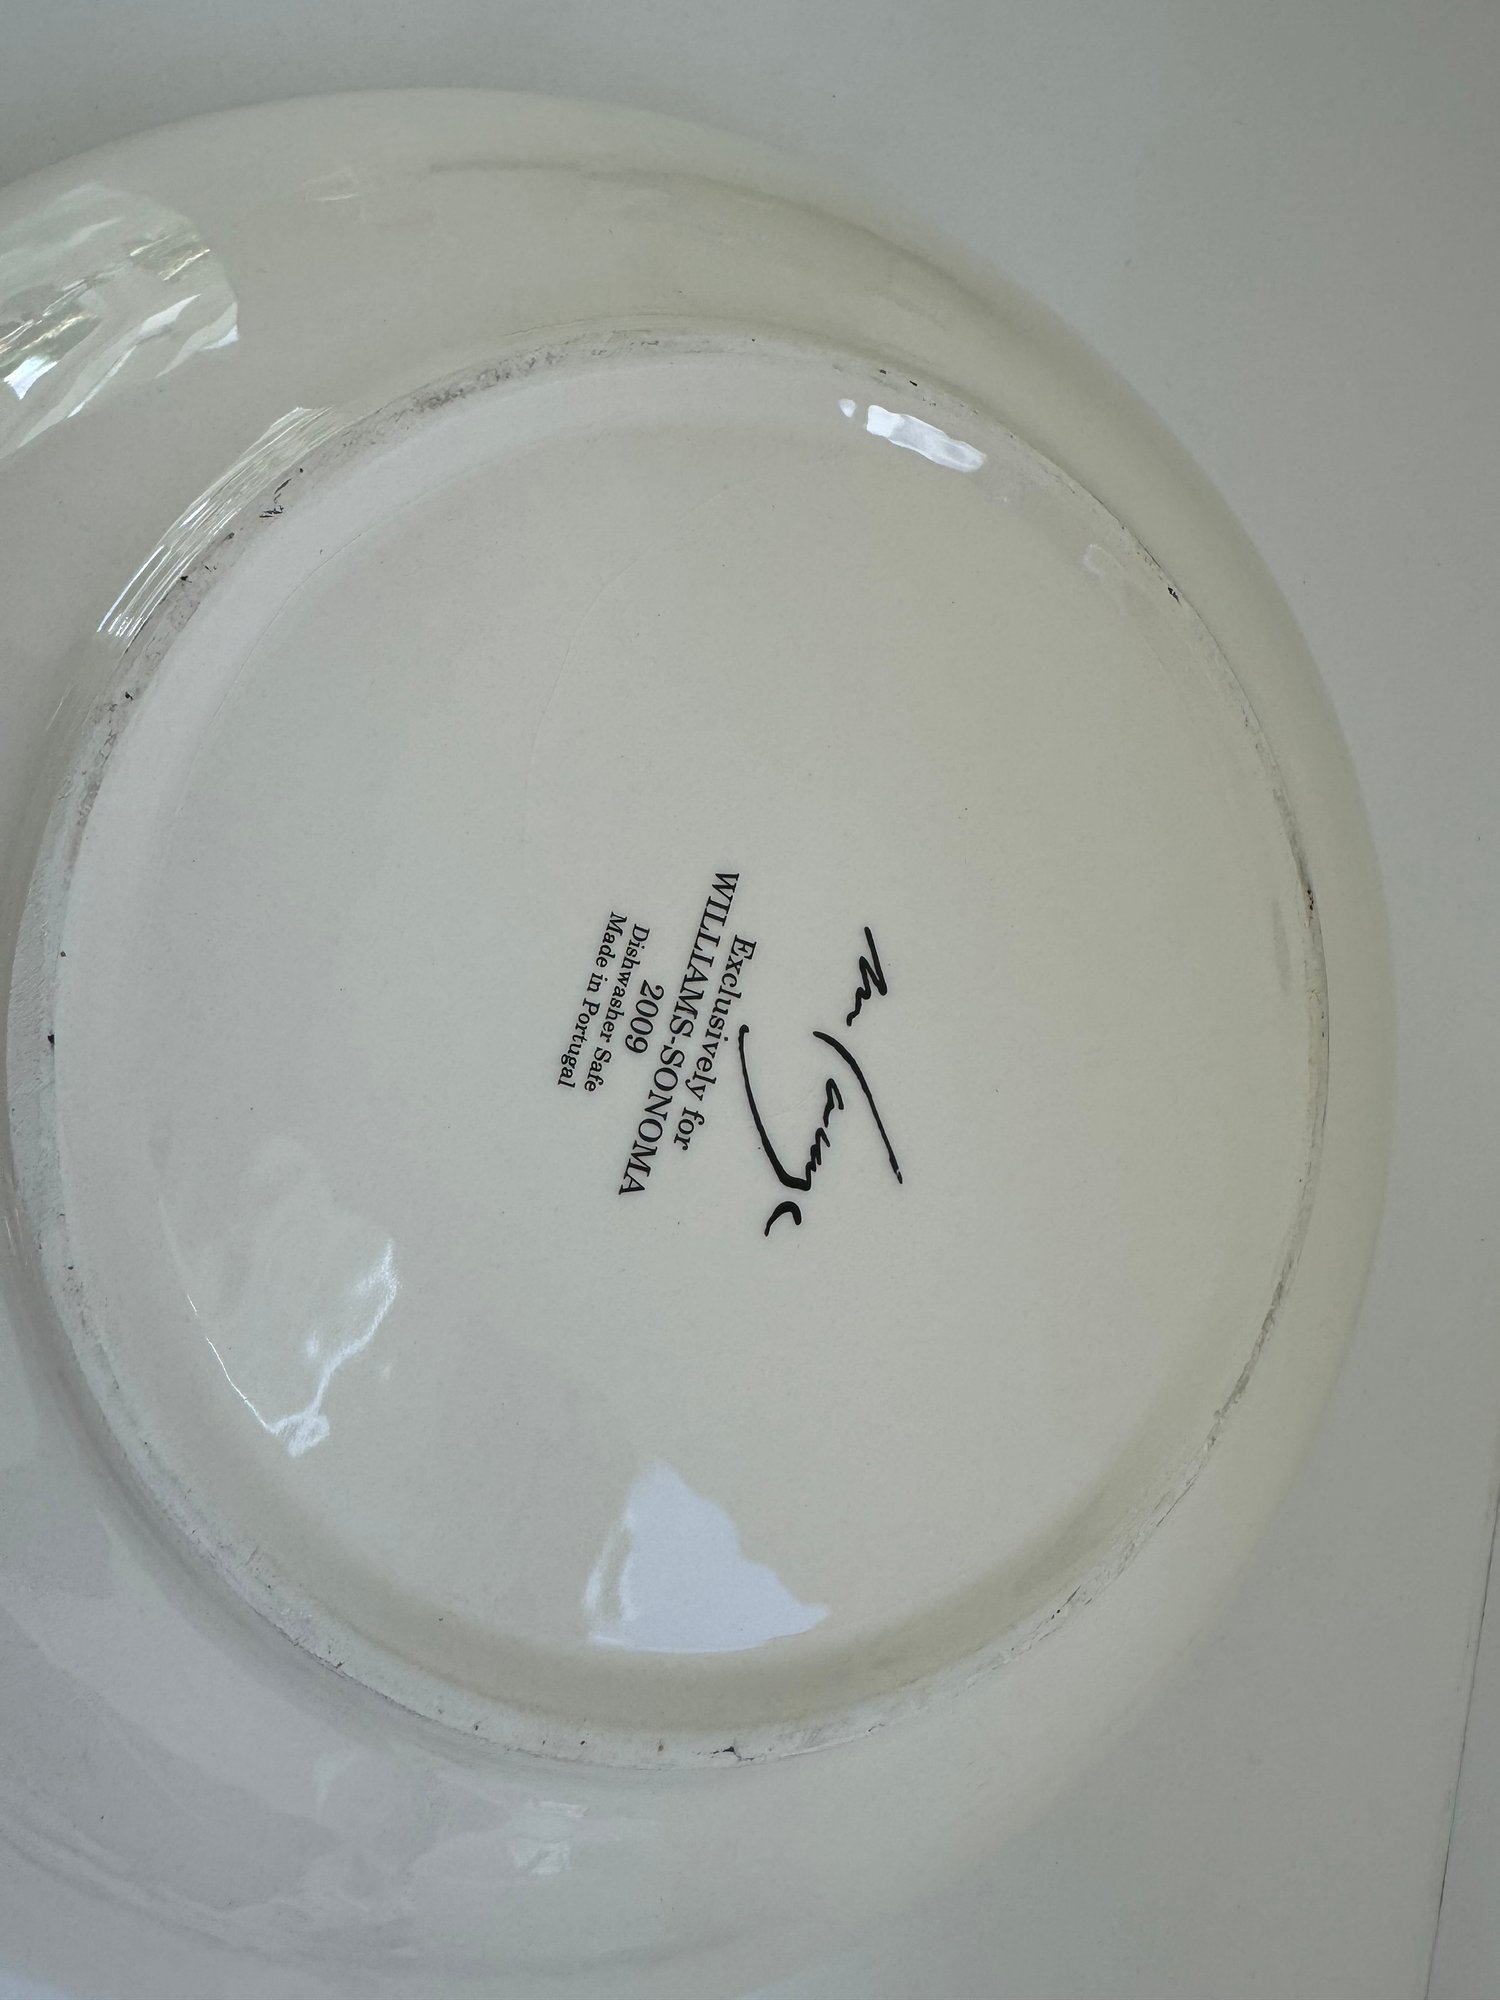 Exclusively for
WILLIAMS-SONOMA
2009
Dishwasher Safe
Made in Portugal